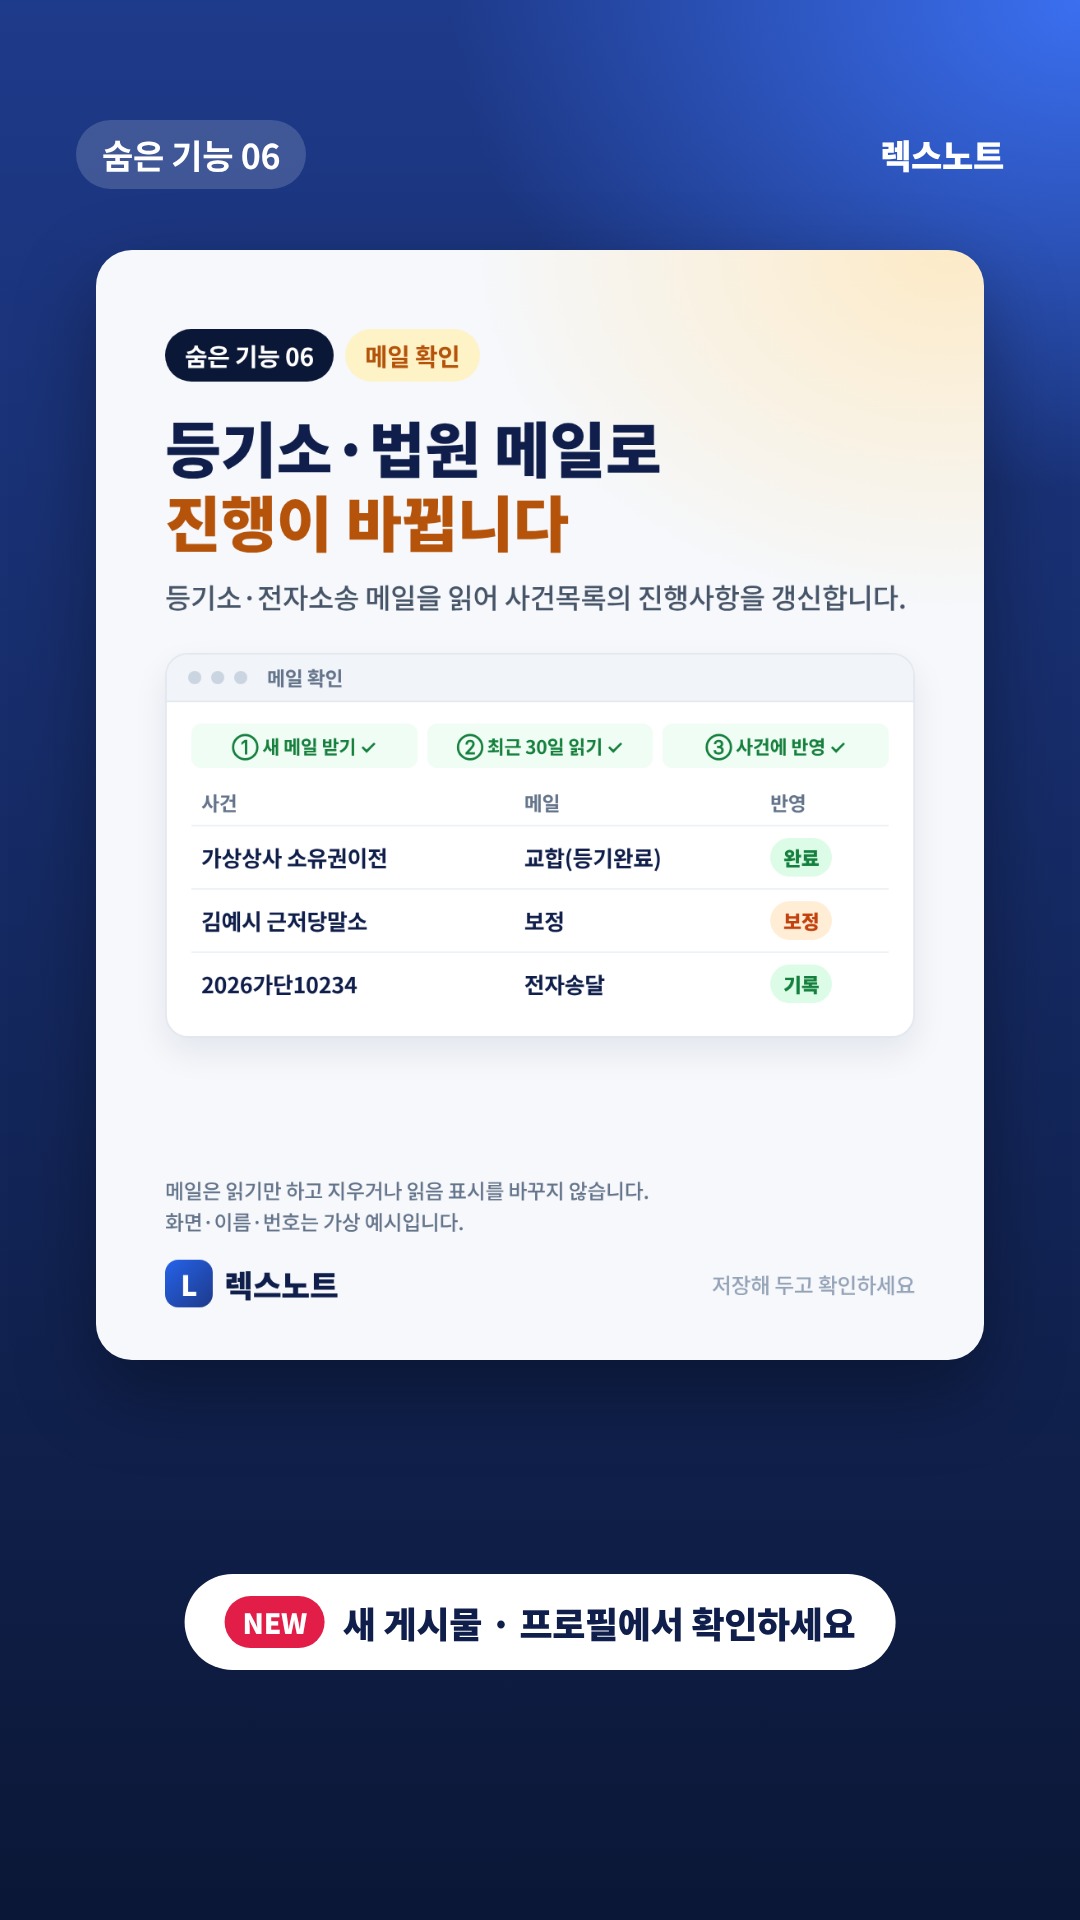 숨은 기능 06
렉스노트
숨은 기능 06 메일 확인
등기소·법원 메일로
진행이 바뀝니다
등기소·전자소송 메일을 읽어 사건목록의 진행사항을 갱신합니다.
메일 확인
① 새 메일 받기 ✓ ② 최근 30일 읽기 ✓ ③ 사건에 반영 ✓
사건 메일 반영
가상상사 소유권이전 교합(등기완료) 완료
김예시 근저당말소 보정 보정
2026가단10234 전자송달 기록
메일은 읽기만 하고 지우거나 읽음 표시를 바꾸지 않습니다.
화면·이름·번호는 가상 예시입니다.
L 렉스노트 저장해 두고 확인하세요
NEW 새 게시물 · 프로필에서 확인하세요